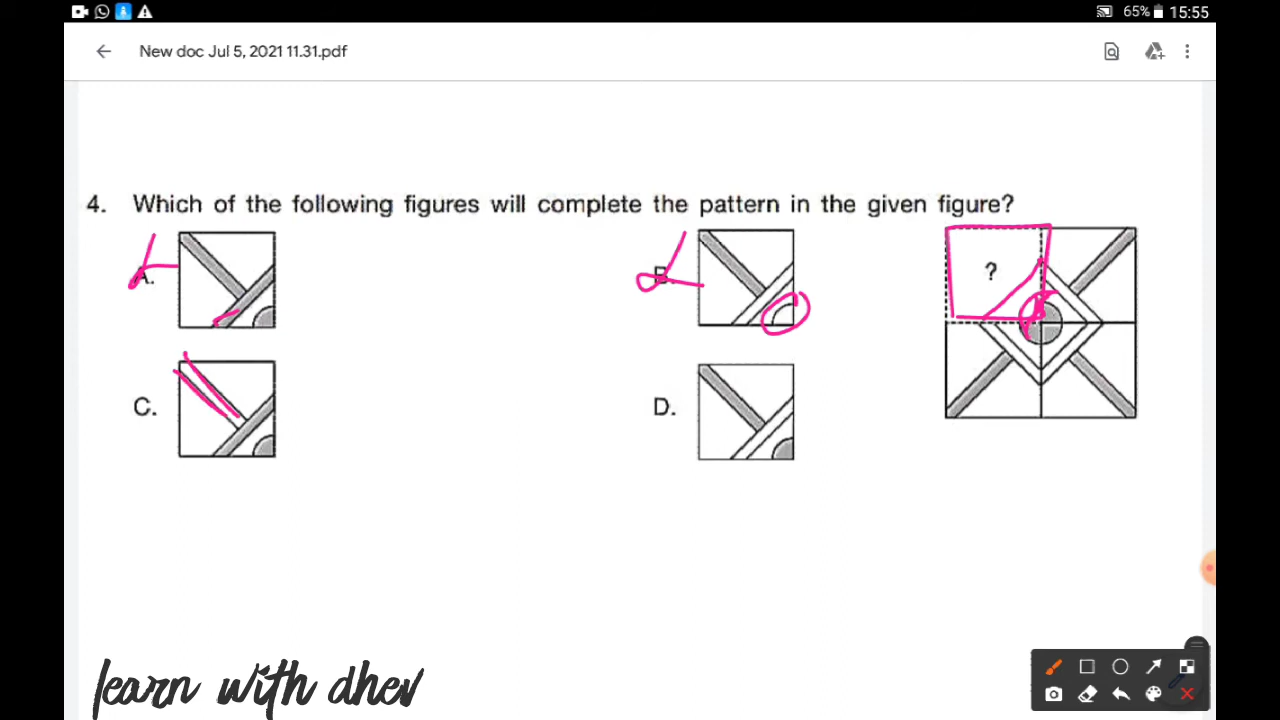 65% 15:55
New doc Jul 5, 2021 11.31.pdf
4. Which of the following figures will complete the pattern in the given figure?
A. B. ?
C. D.
learn with dhev